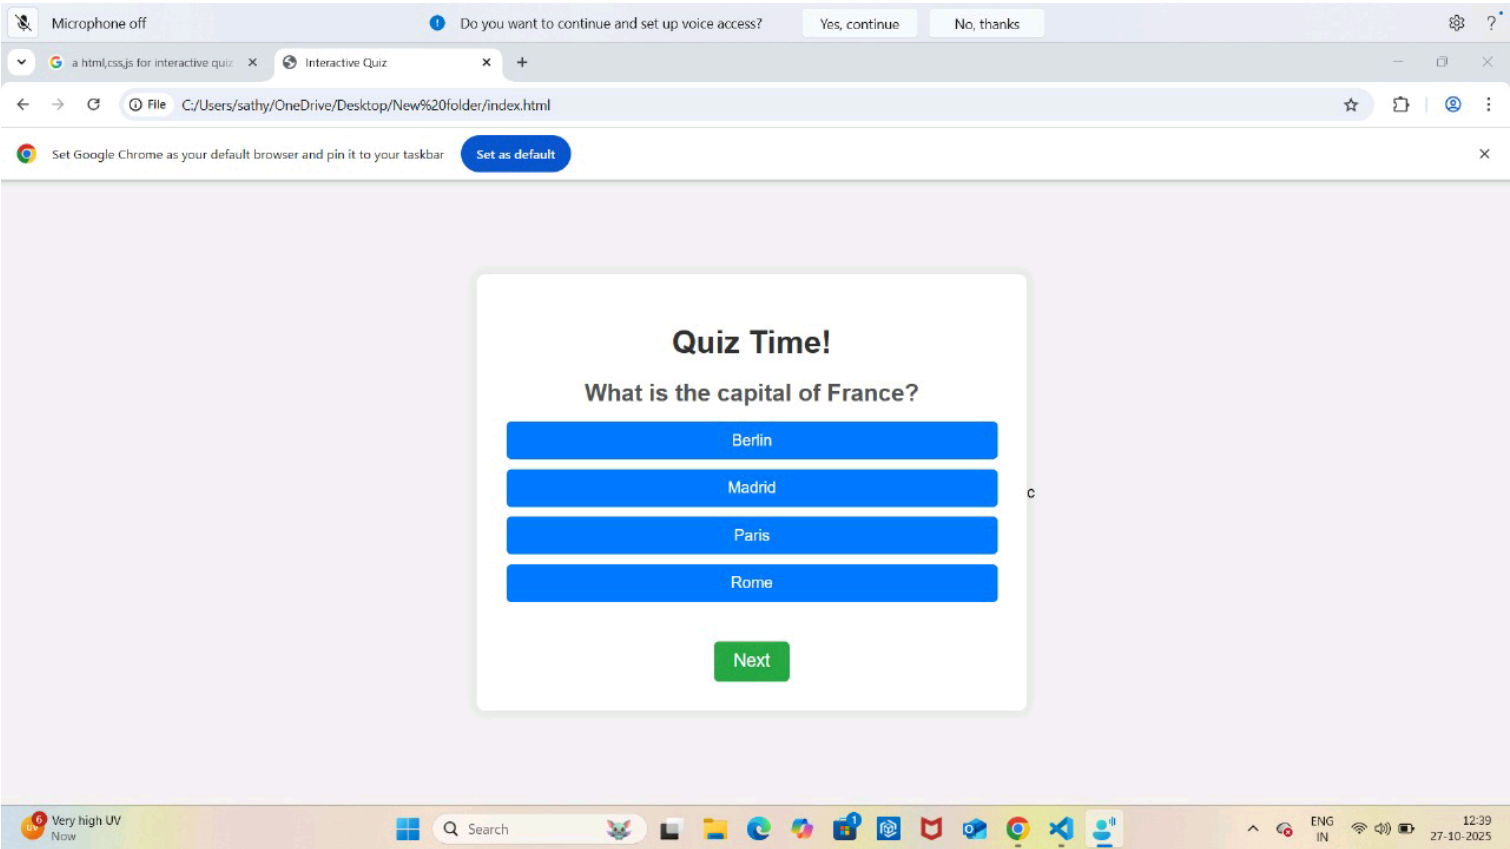 Microphone off
Do you want to continue and set up voice access?
Yes, continue
No, thanks
a html,css,js for interactive quiz
Interactive Quiz
File
C:/Users/sathy/OneDrive/Desktop/New%20folder/index.html
Set Google Chrome as your default browser and pin it to your taskbar
Set as default
Quiz Time!
What is the capital of France?
Berlin
Madrid
c
Paris
Rome
Next
6
UV
Very high UV
Now
Search
1
ENG
IN
12:39
27-10-2025